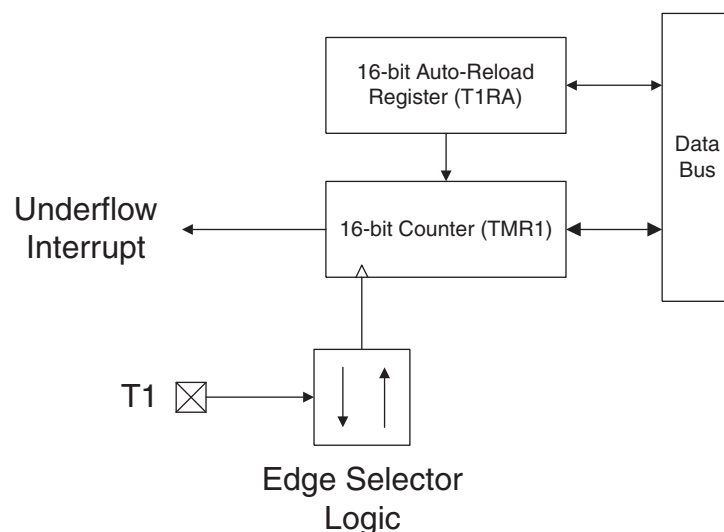 16-bit Auto-Reload
Register (T1RA)
Data
Bus
Underflow
Interrupt
16-bit Counter (TMR1)
T1
Edge Selector
Logic